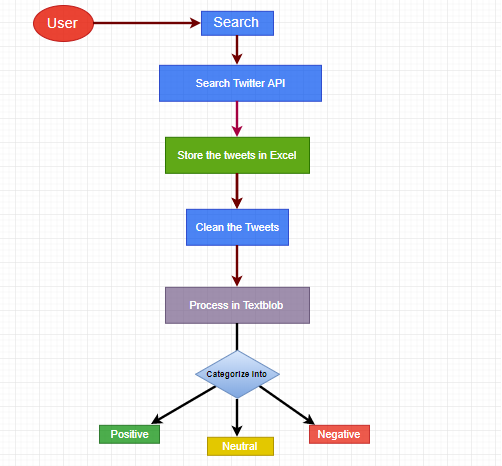 User
Search
Search Twitter API
Store the tweets in Excel
Clean the Tweets
Process in Textblob
Categorize into
Positive
Neutral
Negative